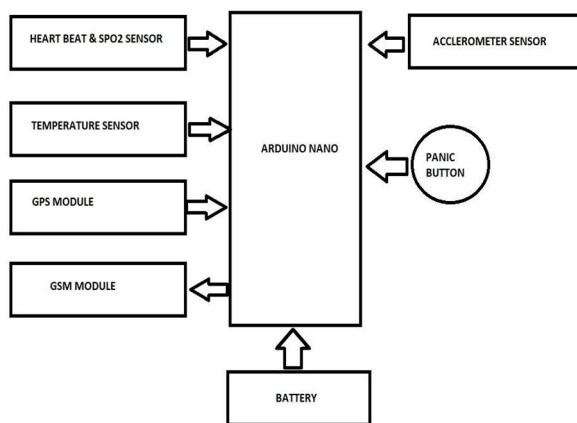 HEART BEAT & SPO2 SENSOR
ACCLEROMETER SENSOR
TEMPERATURE SENSOR
ARDUINO NANO
PANIC
BUTTON
GPS MODULE
GSM MODULE
BATTERY